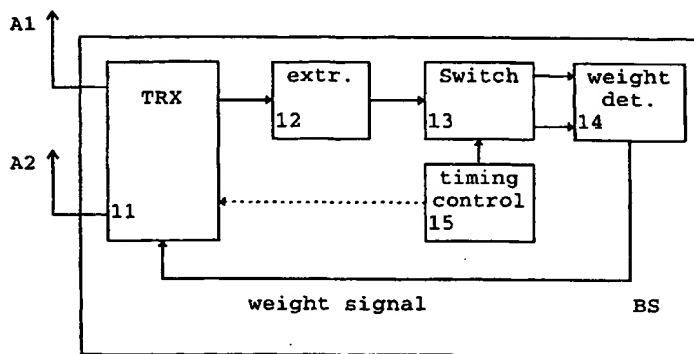 A1
TRX
extr.
12
Switch
13
weight
det.
14
A2
11
timing
control
15
weight signal
BS